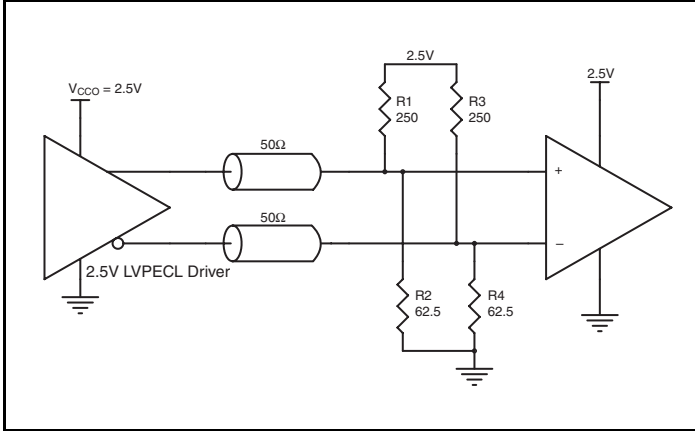 2.5V
V_CCO = 2.5V
2.5V
R1
250
R3
250
50Ω
+
50Ω
−
2.5V LVPECL Driver
R2
62.5
R4
62.5